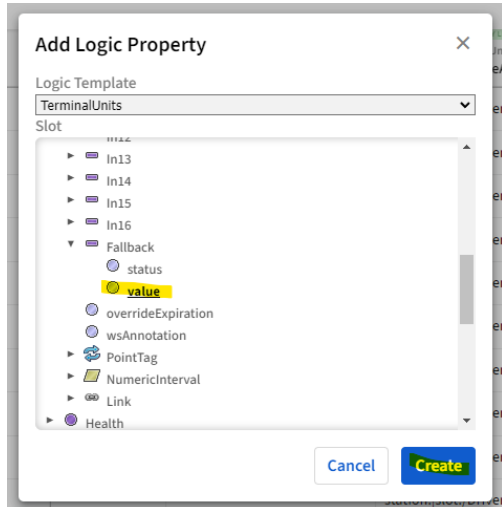 Add Logic Property
Logic Template
TerminalUnits
Slot
In12
In13
In14
In15
In16
Fallback
status
value
overrideExpiration
wsAnnotation
PointTag
NumericInterval
Link
Health
Cancel
Create